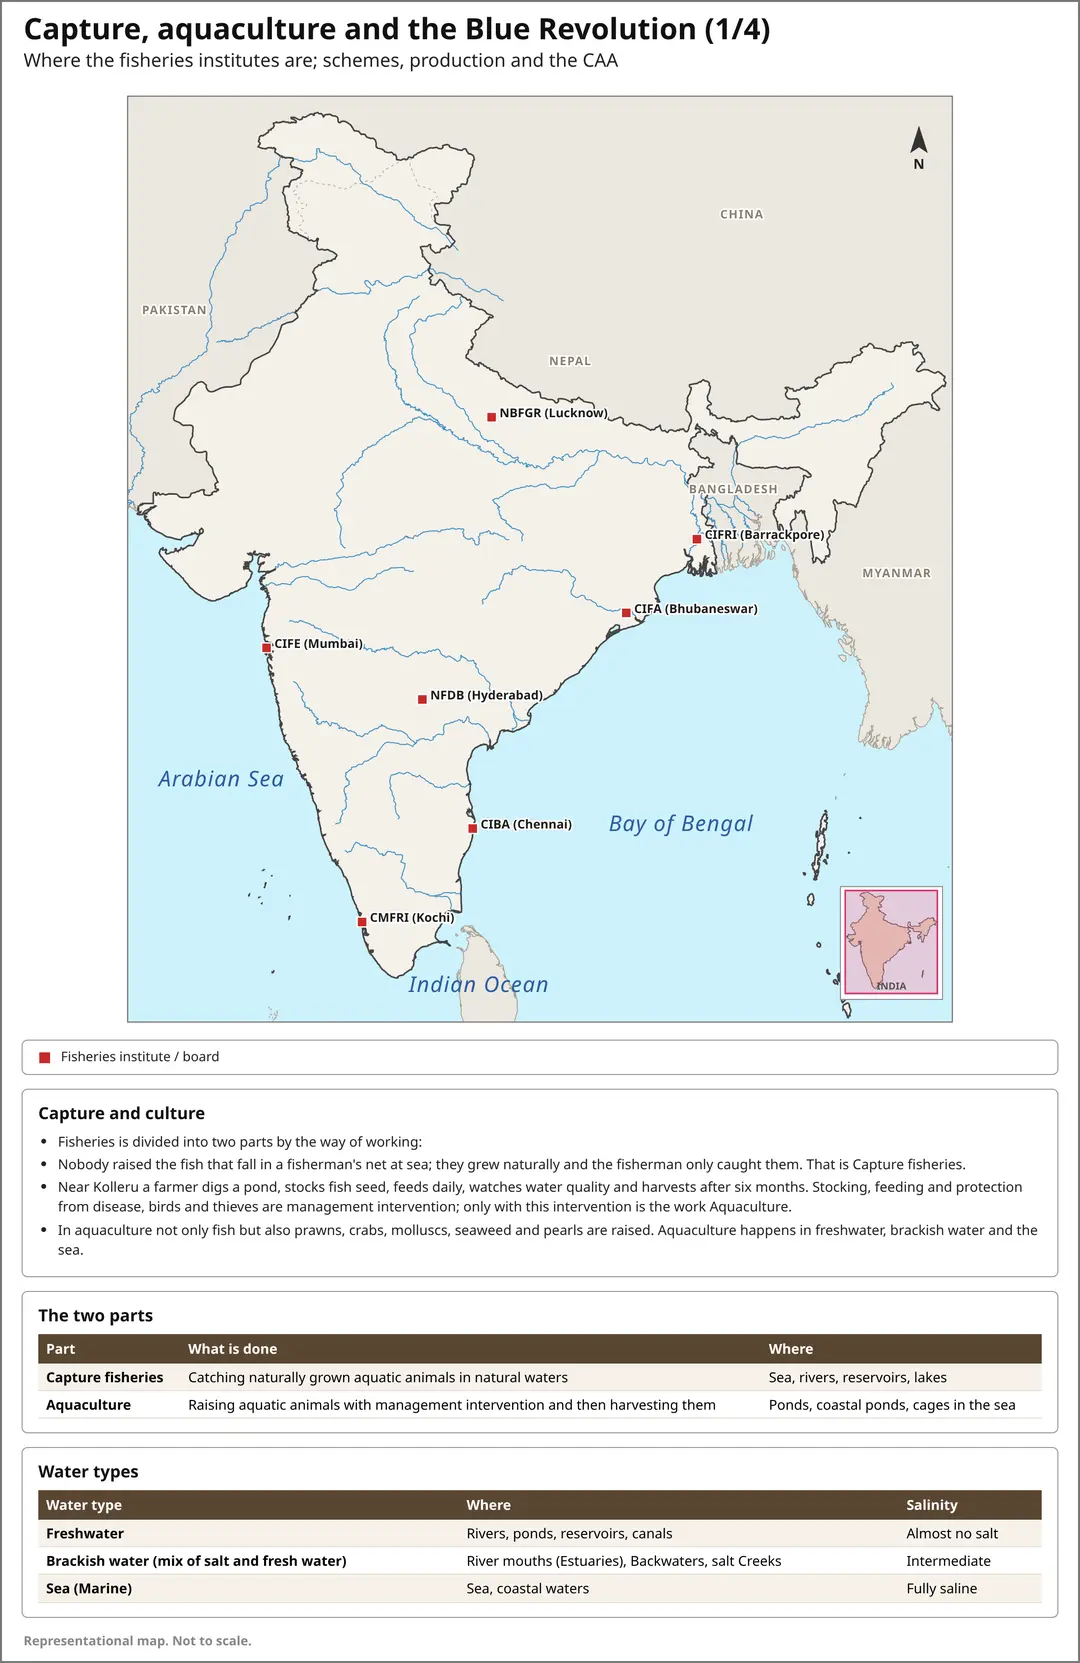 Capture, aquaculture and the Blue Revolution (1/4)
Where the fisheries institutes are; schemes, production and the CAA
N
CHINA
PAKISTAN
NEPAL
NBFGR (Lucknow)
BANGLADESH
CIFRI (Barrackpore)
MYANMAR
CIFA (Bhubaneswar)
CIFE (Mumbai)
NFDB (Hyderabad)
Arabian Sea
CIBA (Chennai)
Bay of Bengal
CMFRI (Kochi)
Indian Ocean
INDIA
Fisheries institute / board
Capture and culture
• Fisheries is divided into two parts by the way of working:
• Nobody raised the fish that fall in a fisherman's net at sea; they grew naturally and the fisherman only caught them. That is Capture fisheries.
• Near Kolleru a farmer digs a pond, stocks fish seed, feeds daily, watches water quality and harvests after six months. Stocking, feeding and protection
from disease, birds and thieves are management intervention; only with this intervention is the work Aquaculture.
• In aquaculture not only fish but also prawns, crabs, molluscs, seaweed and pearls are raised. Aquaculture happens in freshwater, brackish water and the
sea.
The two parts
Part What is done Where
Capture fisheries Catching naturally grown aquatic animals in natural waters Sea, rivers, reservoirs, lakes
Aquaculture Raising aquatic animals with management intervention and then harvesting them Ponds, coastal ponds, cages in the sea
Water types
Water type Where Salinity
Freshwater Rivers, ponds, reservoirs, canals Almost no salt
Brackish water (mix of salt and fresh water) River mouths (Estuaries), Backwaters, salt Creeks Intermediate
Sea (Marine) Sea, coastal waters Fully saline
Representational map. Not to scale.